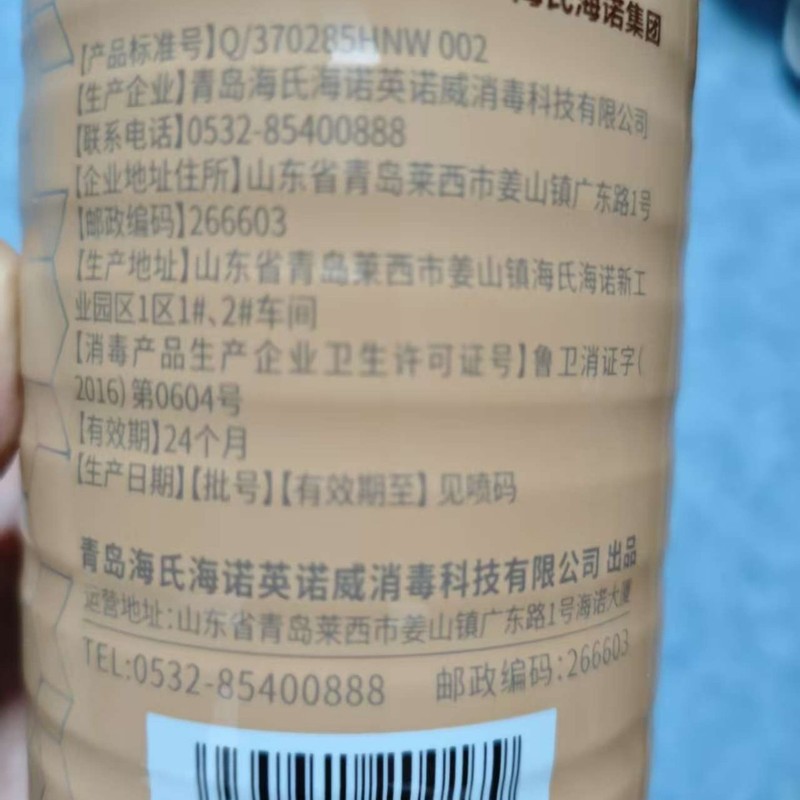 海氏海诺集团
【产品标准号】Q/370285HNW 002
【生产企业】青岛海氏海诺英诺威消毒科技有限公司
【联系电话】0532-85400888
【企业地址住所】山东省青岛莱西市姜山镇广东路1号
【邮政编码】266603
【生产地址】山东省青岛莱西市姜山镇海氏海诺新工
业园区1区1#、2#车间
【消毒产品生产企业卫生许可证号】鲁卫消证字(
2016)第0604号
【有效期】24个月
【生产日期】【批号】【有效期至】见喷码
青岛海氏海诺英诺威消毒科技有限公司 出品
运营地址:山东省青岛莱西市姜山镇广东路1号海诺大厦
TEL:0532-85400888 邮政编码:266603